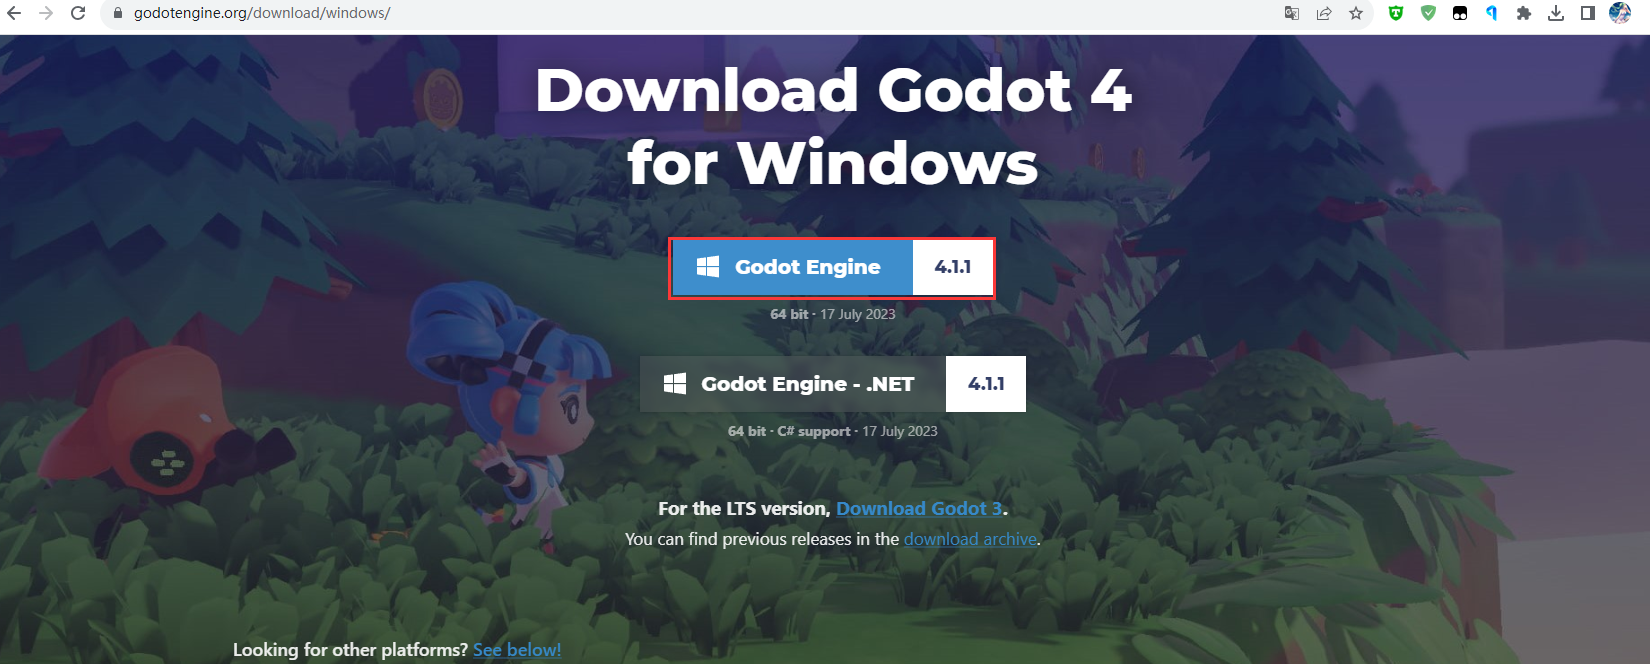 godotengine.org/download/windows/
Download Godot 4
for Windows
Godot Engine 4.1.1
64 bit · 17 July 2023
Godot Engine - .NET 4.1.1
64 bit · C# support · 17 July 2023
For the LTS version, Download Godot 3.
You can find previous releases in the download archive.
Looking for other platforms? See below!